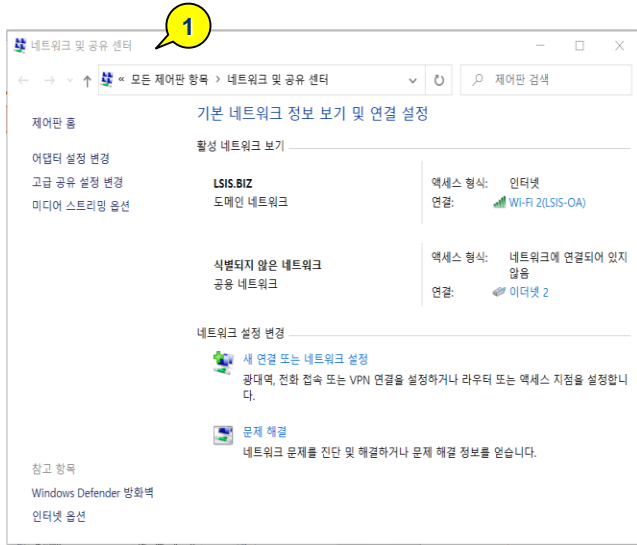 1
네트워크 및 공유 센터
« 모든 제어판 항목 > 네트워크 및 공유 센터
제어판 검색
제어판 홈
어댑터 설정 변경
고급 공유 설정 변경
미디어 스트리밍 옵션
기본 네트워크 정보 보기 및 연결 설정
활성 네트워크 보기
LSIS.BIZ
도메인 네트워크
액세스 형식: 인터넷
연결: Wi-Fi 2(LSIS-OA)
식별되지 않은 네트워크
공용 네트워크
액세스 형식: 네트워크에 연결되어 있지
않음
연결: 이더넷 2
네트워크 설정 변경
새 연결 또는 네트워크 설정
광대역, 전화 접속 또는 VPN 연결을 설정하거나 라우터 또는 액세스 지점을 설정합니
다.
문제 해결
네트워크 문제를 진단 및 해결하거나 문제 해결 정보를 얻습니다.
참고 항목
Windows Defender 방화벽
인터넷 옵션